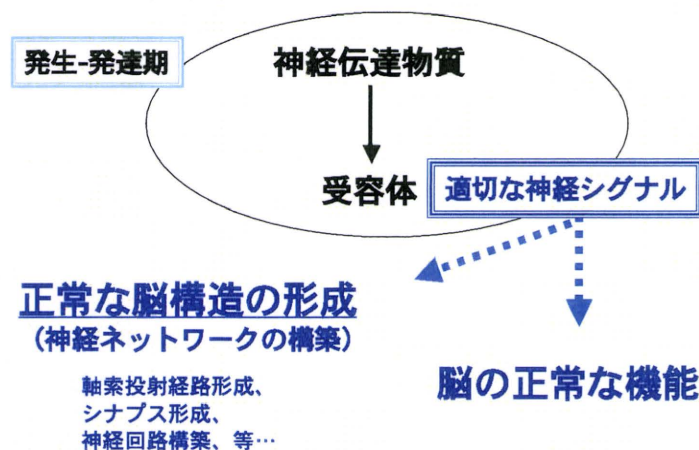 発生-発達期
神経伝達物質
受容体
適切な神経シグナル
正常な脳構造の形成
（神経ネットワークの構築）
脳の正常な機能
軸索投射経路形成、
シナプス形成、
神経回路構築、等…